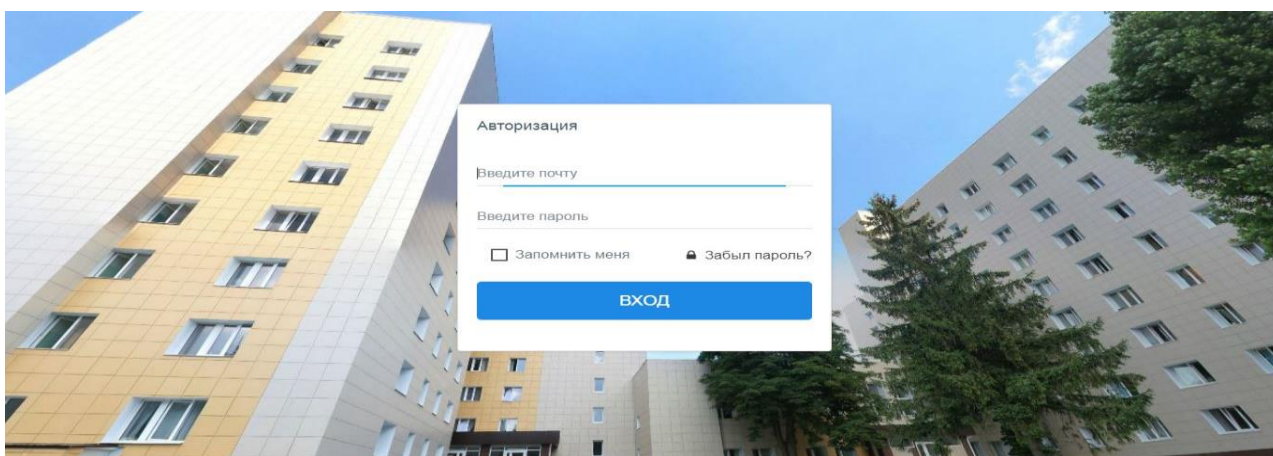 Авторизация
Введите почту
Введите пароль
Запомнить меня Забыл пароль?
ВХОД